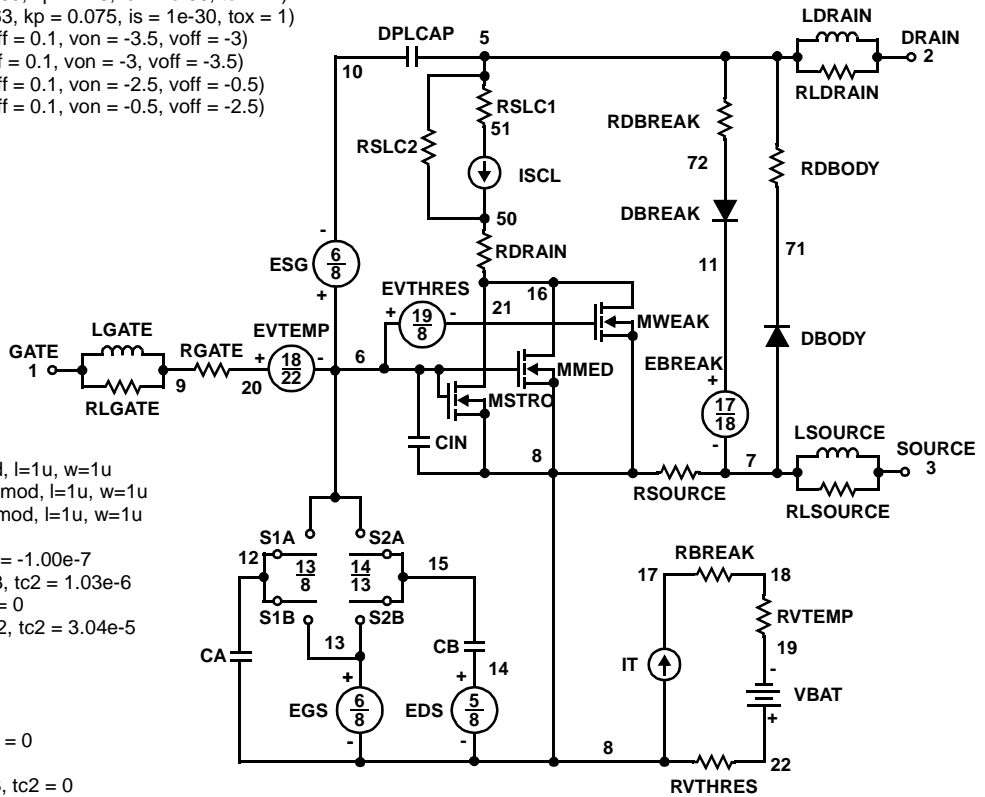 63, kp = 0.075, is = 1e-30, tox = 1)
ff = 0.1, von = -3.5, voff = -3)
f = 0.1, von = -3, voff = -3.5)
ff = 0.1, von = -2.5, voff = -0.5)
ff = 0.1, von = -0.5, voff = -2.5)
DPLCAP
5
10
LDRAIN
DRAIN
2
RLDRAIN
RSLC1
51
RSLC2
ISCL
50
RDRAIN
RDBREAK
72
RDBODY
DBREAK
71
11
ESG
6
8
-
+
EVTHRES
+
19
8
-
16
21
MWEAK
LGATE
EVTEMP
GATE
1
RGATE
+
18
22
-
6
9
20
RLGATE
MMED
MSTRO
EBREAK
+
17
18
-
DBODY
CIN
8
LSOURCE
SOURCE
7
3
RSOURCE
RLSOURCE
d, l=1u, w=1u
mod, l=1u, w=1u
mod, l=1u, w=1u
= -1.00e-7
3, tc2 = 1.03e-6
= 0
2, tc2 = 3.04e-5
S1A
S2A
12
13
8
14
13
15
S1B
S2B
13
CA
CB
14
+
+
EGS
6
8
EDS
5
8
-
-
RBREAK
17
18
RVTEMP
19
IT
-
VBAT
+
8
22
RVTHRES
= 0
3, tc2 = 0